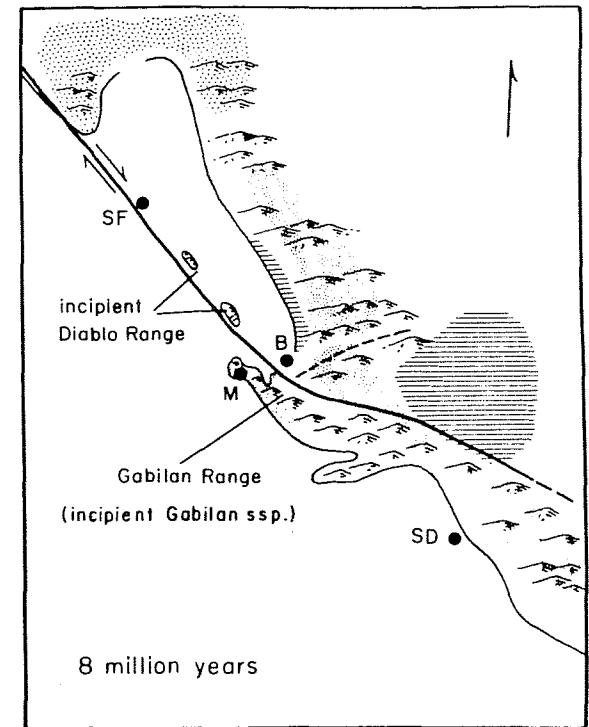 SF
incipient
Diablo Range
B
M
Gabilan Range
(incipient Gabilan ssp.)
SD
8 million years